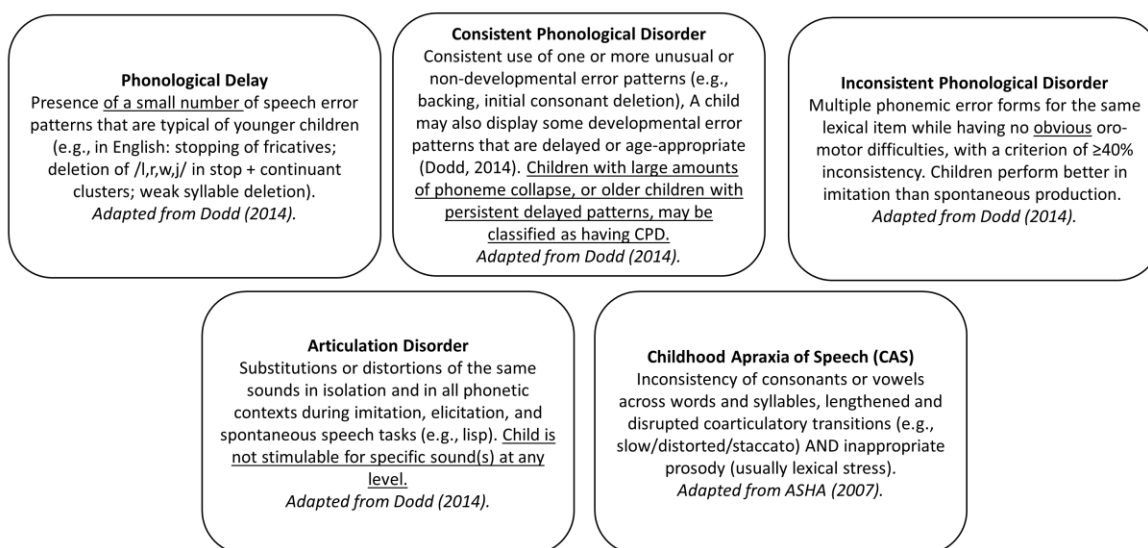 Phonological Delay
Presence of a small number of speech error
patterns that are typical of younger children
(e.g., in English: stopping of fricatives;
deletion of /l,r,w,j/ in stop + continuant
clusters; weak syllable deletion).
Adapted from Dodd (2014).
Consistent Phonological Disorder
Consistent use of one or more unusual or
non-developmental error patterns (e.g.,
backing, initial consonant deletion), A child
may also display some developmental error
patterns that are delayed or age-appropriate
(Dodd, 2014). Children with large amounts
of phoneme collapse, or older children with
persistent delayed patterns, may be
classified as having CPD.
Adapted from Dodd (2014).
Inconsistent Phonological Disorder
Multiple phonemic error forms for the same
lexical item while having no obvious oro-
motor difficulties, with a criterion of ≥40%
inconsistency. Children perform better in
imitation than spontaneous production.
Adapted from Dodd (2014).
Articulation Disorder
Substitutions or distortions of the same
sounds in isolation and in all phonetic
contexts during imitation, elicitation, and
spontaneous speech tasks (e.g., lisp). Child is
not stimulable for specific sound(s) at any
level.
Adapted from Dodd (2014).
Childhood Apraxia of Speech (CAS)
Inconsistency of consonants or vowels
across words and syllables, lengthened and
disrupted coarticulatory transitions (e.g.,
slow/distorted/staccato) AND inappropriate
prosody (usually lexical stress).
Adapted from ASHA (2007).